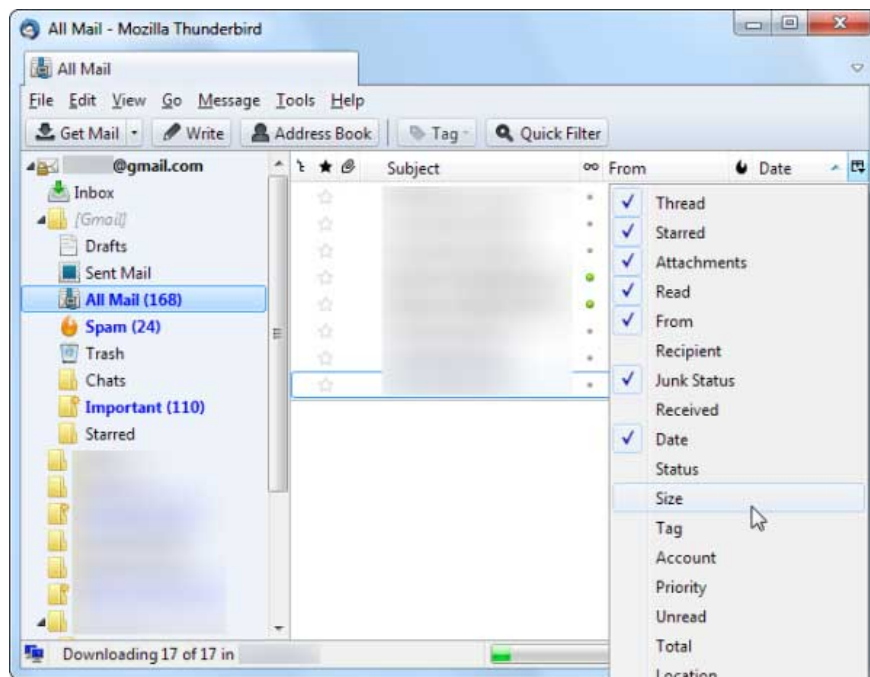 All Mail - Mozilla Thunderbird
All Mail
File Edit View Go Message Tools Help
Get Mail Write Address Book Tag Quick Filter
@gmail.com
Subject From Date
Inbox
[Gmail]
Drafts
Sent Mail
All Mail (168)
Spam (24)
Trash
Chats
Important (110)
Starred
Thread
Starred
Attachments
Read
From
Recipient
Junk Status
Received
Date
Status
Size
Tag
Account
Priority
Unread
Total
Location
Downloading 17 of 17 in